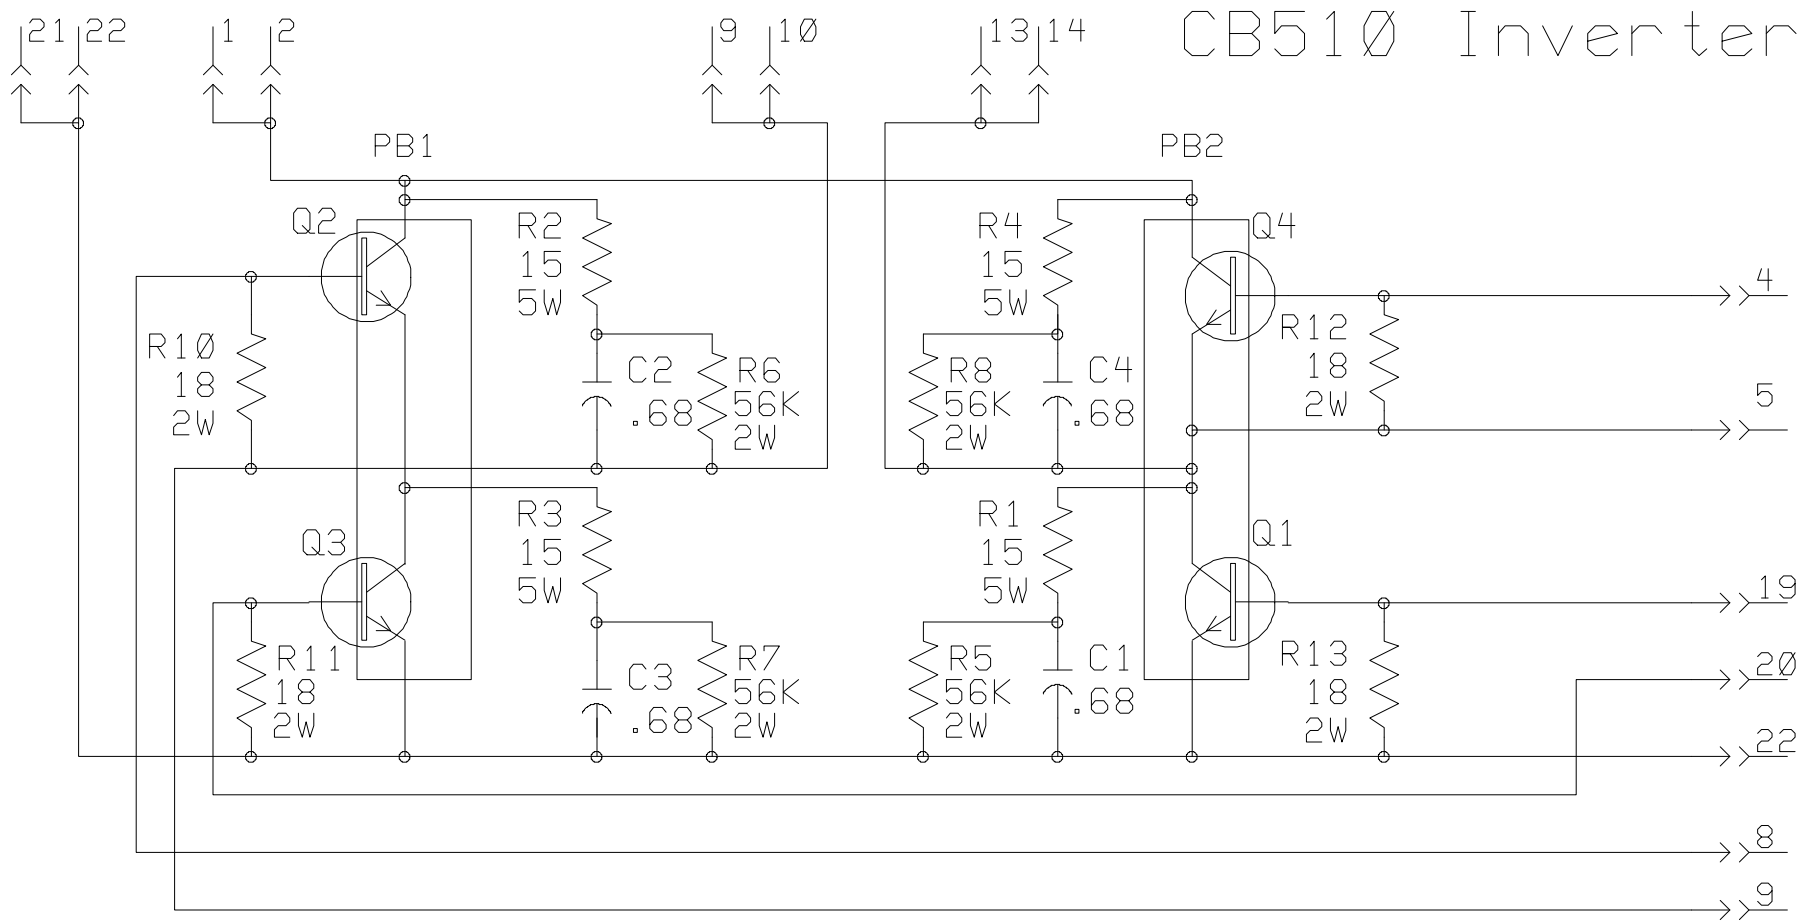 21 22 1 2 9 10 13 14 CB510 Inverter
PB1 PB2
Q2
R2
15
5W
R4
15
5W
Q4
4
R10
18
2W
C2
.68
R6
56K
2W
R8
56K
2W
C4
.68
R12
18
2W
5
Q3
R3
15
5W
R1
15
5W
Q1
19
R11
18
2W
C3
.68
R7
56K
2W
R5
56K
2W
C1
.68
R13
18
2W
20
22
8
9